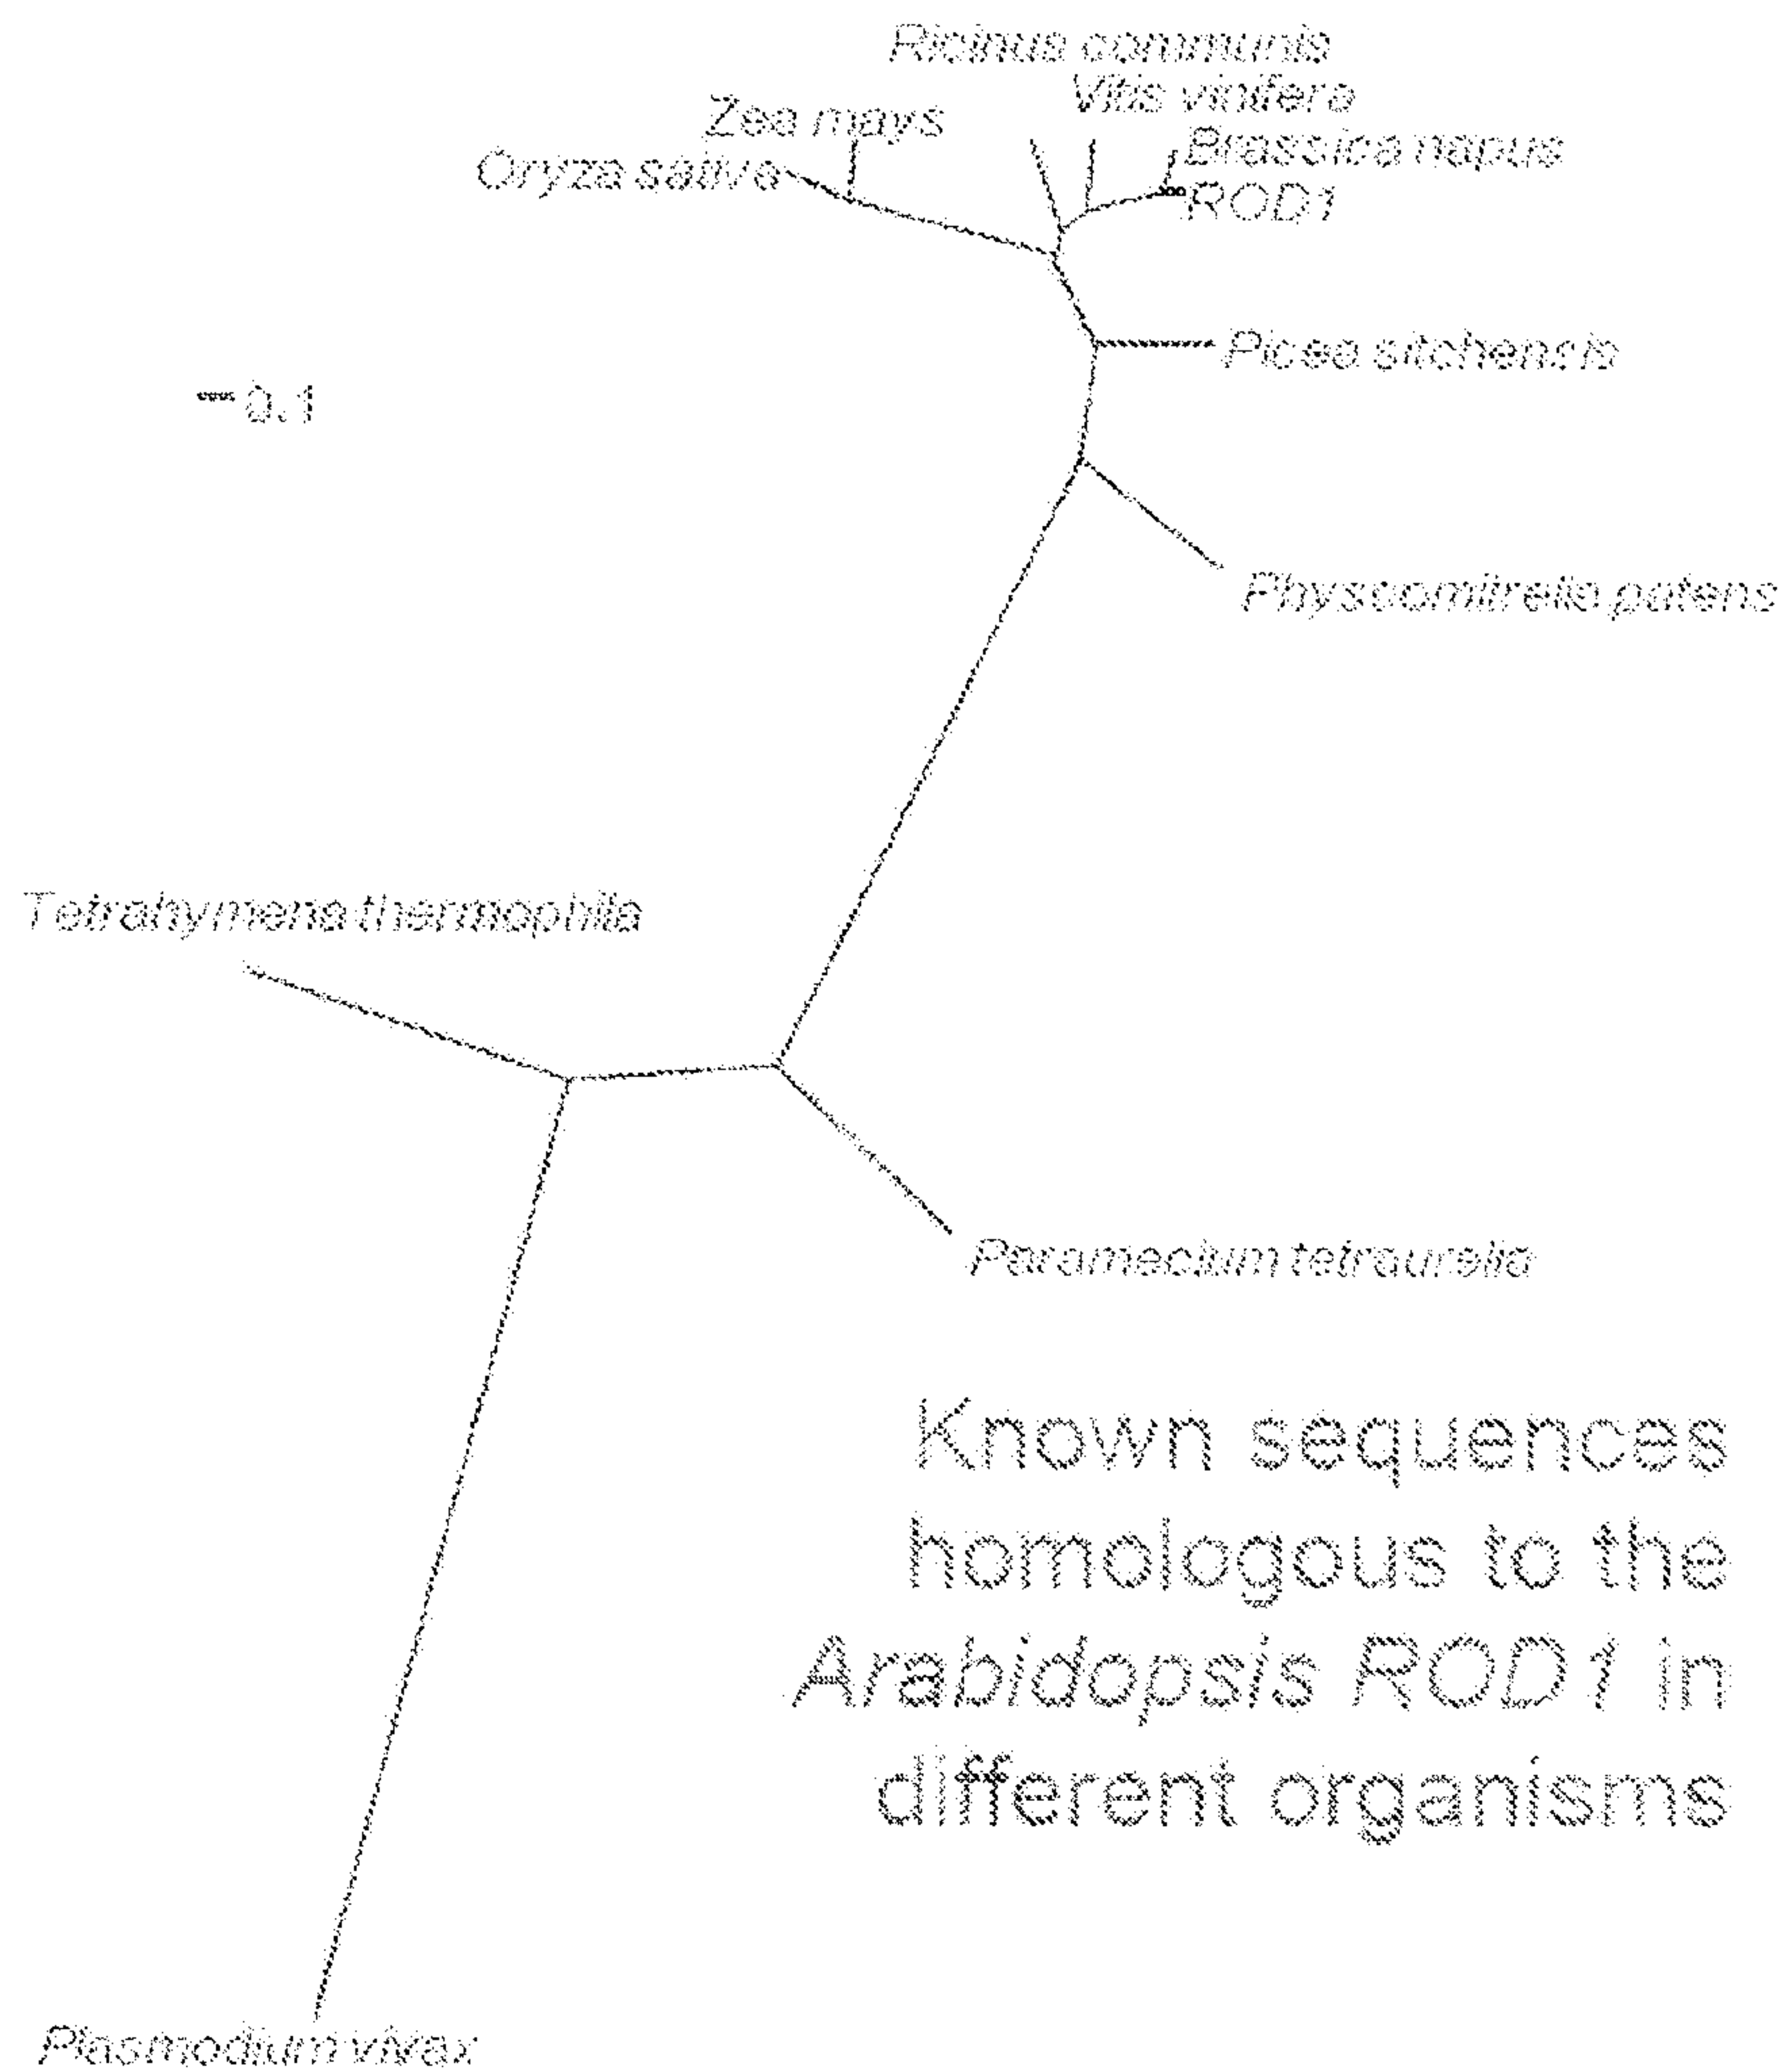 Ricinus communis
Vitis vinifera
Zea mays
Brassica napus
Oryza sativa
ROD1
Picea sitchensis
0.1
Physcomitrella patens
Tetrahymena thermophila
Paramecium tetraurelia
Known sequences
homologous to the
Arabidopsis ROD1 in
different organisms
Plasmodium vivax